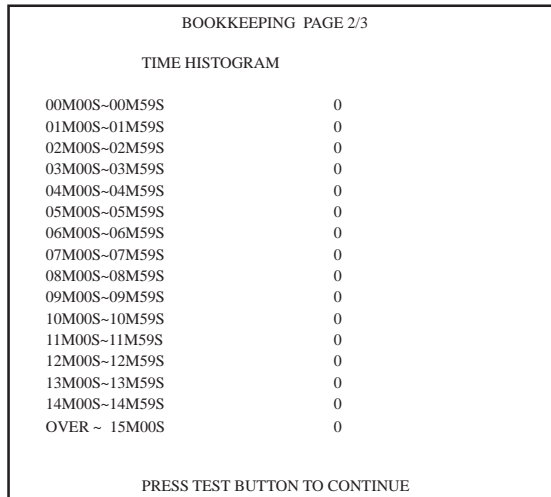 BOOKKEEPING PAGE 2/3
TIME HISTOGRAM
00M00S~00M59S 0
01M00S~01M59S 0
02M00S~02M59S 0
03M00S~03M59S 0
04M00S~04M59S 0
05M00S~05M59S 0
06M00S~06M59S 0
07M00S~07M59S 0
08M00S~08M59S 0
09M00S~09M59S 0
10M00S~10M59S 0
11M00S~11M59S 0
12M00S~12M59S 0
13M00S~13M59S 0
14M00S~14M59S 0
OVER ~ 15M00S 0
PRESS TEST BUTTON TO CONTINUE